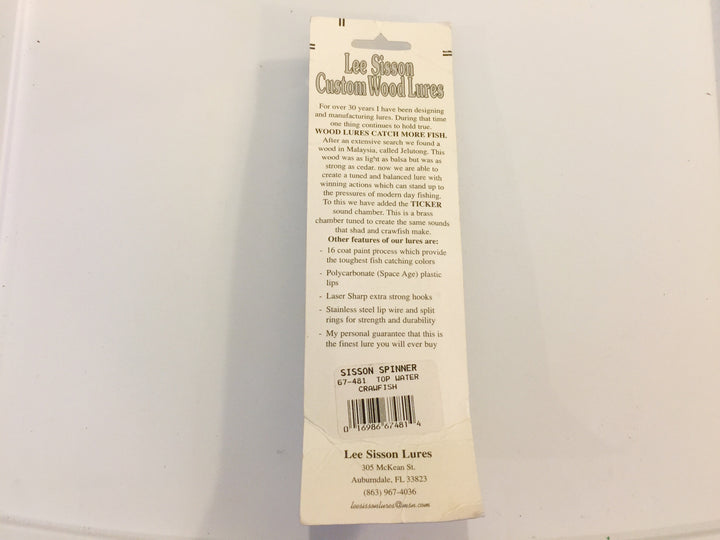 Lee Sisson
Custom Wood Lures
For over 30 years I have been designing
and manufacturing lures. During that time
one thing continues to hold true.
WOOD LURES CATCH MORE FISH.
After an extensive search we found a
wood in Malaysia, called Jelutong. This
wood was as light as balsa but was as
strong as cedar. now we are able to
create a tuned and balanced lure with
winning actions which can stand up to
the pressures of modern day fishing.
To this we have added the TICKER
sound chamber. This is a brass
chamber tuned to create the same sounds
that shad and crawfish make.
Other features of our lures are:
- 16 coat paint process which provide
the toughest fish catching colors
- Polycarbonate (Space Age) plastic
lips
- Laser Sharp extra strong hooks
- Stainless steel lip wire and split
rings for strength and durability
- My personal guarantee that this is
the finest lure you will ever buy
SISSON SPINNER
67-481 TOP WATER
CRAWFISH
0 16986 67481 4
Lee Sisson Lures
305 McKean St.
Auburndale, FL 33823
(863) 967-4036
leesissonlures@msn.com